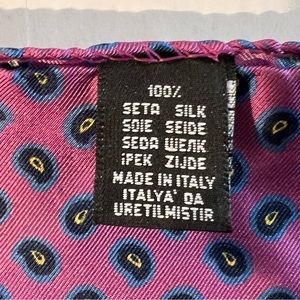 100%
SETA SILK
SOIE SEIDE
SEDA ШЕЛК
İPEK ZIJDE
MADE IN ITALY
ITALYA' DA
URETILMISTIR